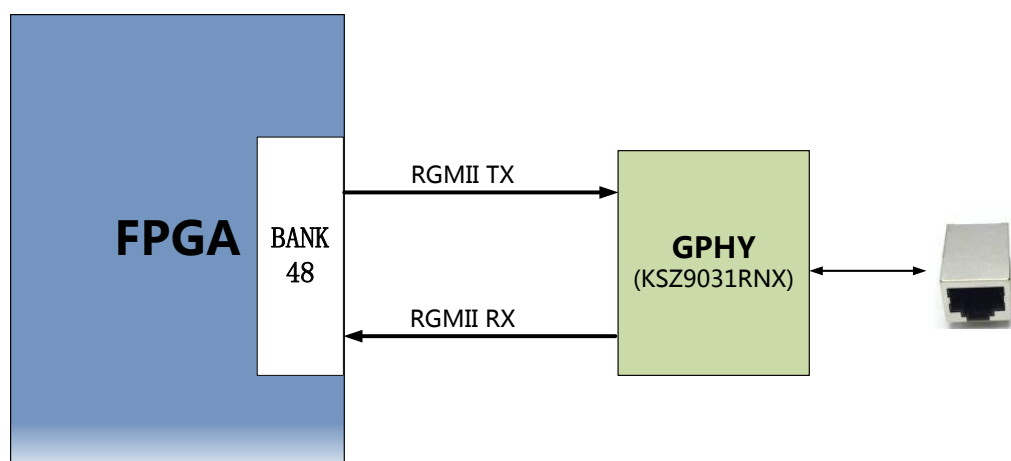 FPGA
BANK
48
RGMII TX
RGMII RX
GPHY
(KSZ9031RNX)